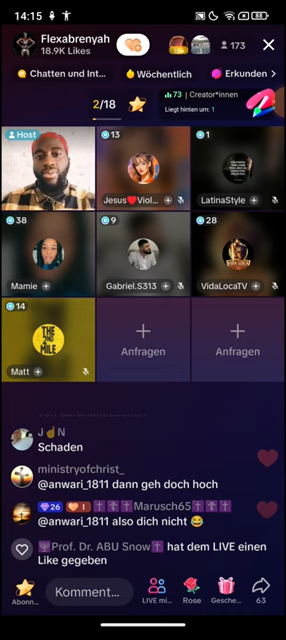 14:15
58
Flexabrenyah
18.9K Likes
173
Chatten und Int...
Wöchentlich
Erkunden
2/18
73 | Creator*innen
Liegt hinten um: 1
Host
13
Jesus❤️Viol...
1
LatinaStyle
38
Mamie
9
Gabriel.S313
28
VidaLocaTV
14
THE 2ND MILE
Matt
Anfragen
Anfragen
J☝️N
Schaden
ministryofchrist_
@anwari_1811 dann geh doch hoch
26 I ✝️✝️✝️Marusch65✝️✝️✝️
@anwari_1811 also dich nicht 😂
🕎Prof. Dr. ABU Snow✝️ hat dem LIVE einen
Like gegeben
Abonn...
Komment...
LIVE mi...
Rose
Gesche...
63